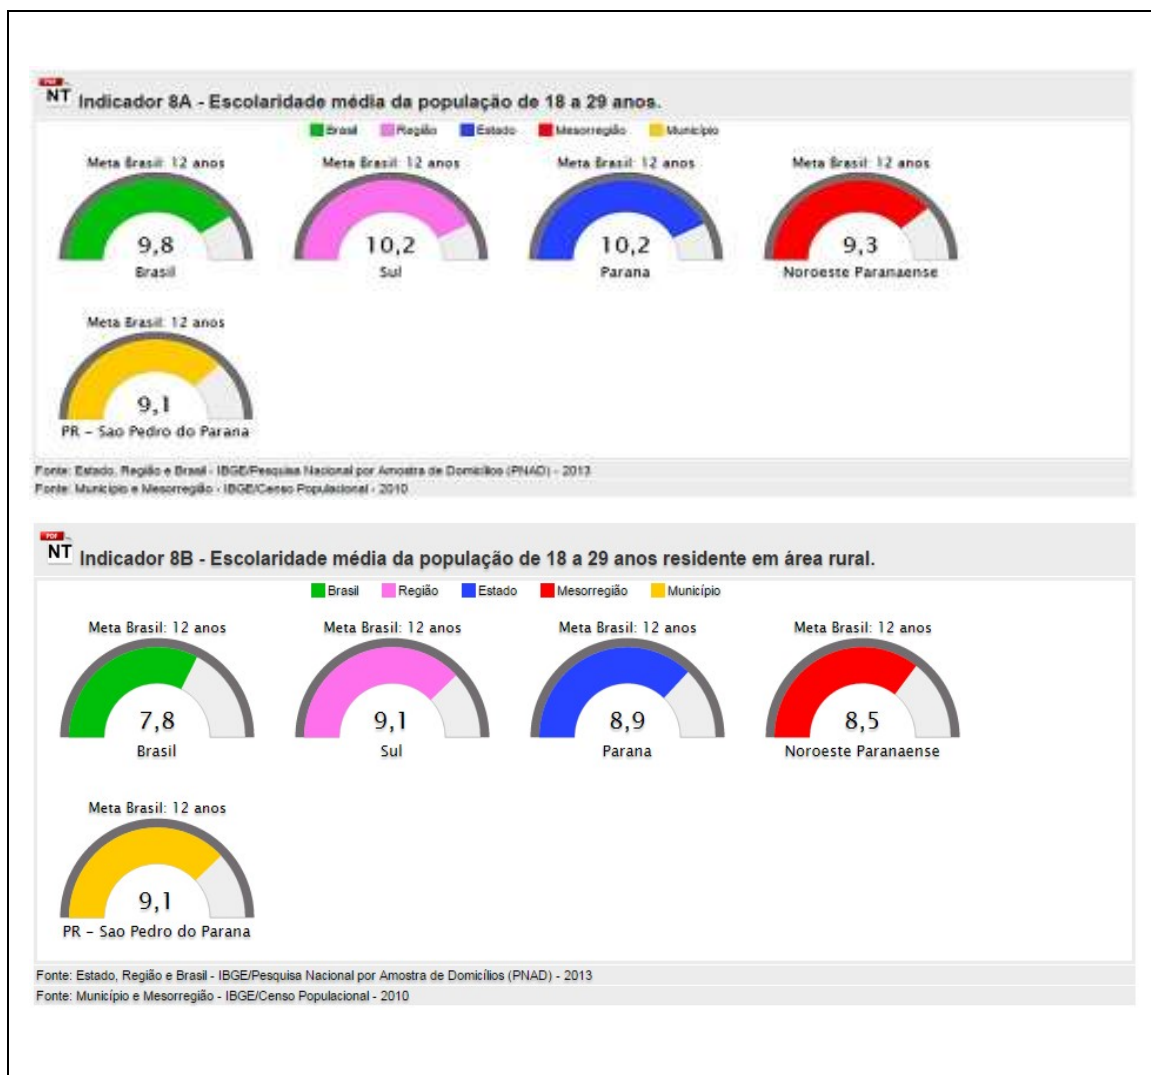 PDF
NT Indicador 8A - Escolaridade média da população de 18 a 29 anos.
Brasil Região Estado Mesorregião Município
Meta Brasil: 12 anos Meta Brasil: 12 anos Meta Brasil: 12 anos Meta Brasil: 12 anos
9,8 10,2 10,2 9,3
Brasil Sul Parana Noroeste Paranaense
Meta Brasil: 12 anos
9,1
PR - Sao Pedro do Parana
Fonte: Estado, Região e Brasil - IBGE/Pesquisa Nacional por Amostra de Domicílios (PNAD) - 2013
Fonte: Município e Mesorregião - IBGE/Censo Populacional - 2010
PDF
NT Indicador 8B - Escolaridade média da população de 18 a 29 anos residente em área rural.
Brasil Região Estado Mesorregião Município
Meta Brasil: 12 anos Meta Brasil: 12 anos Meta Brasil: 12 anos Meta Brasil: 12 anos
7,8 9,1 8,9 8,5
Brasil Sul Parana Noroeste Paranaense
Meta Brasil: 12 anos
9,1
PR - Sao Pedro do Parana
Fonte: Estado, Região e Brasil - IBGE/Pesquisa Nacional por Amostra de Domicílios (PNAD) - 2013
Fonte: Município e Mesorregião - IBGE/Censo Populacional - 2010